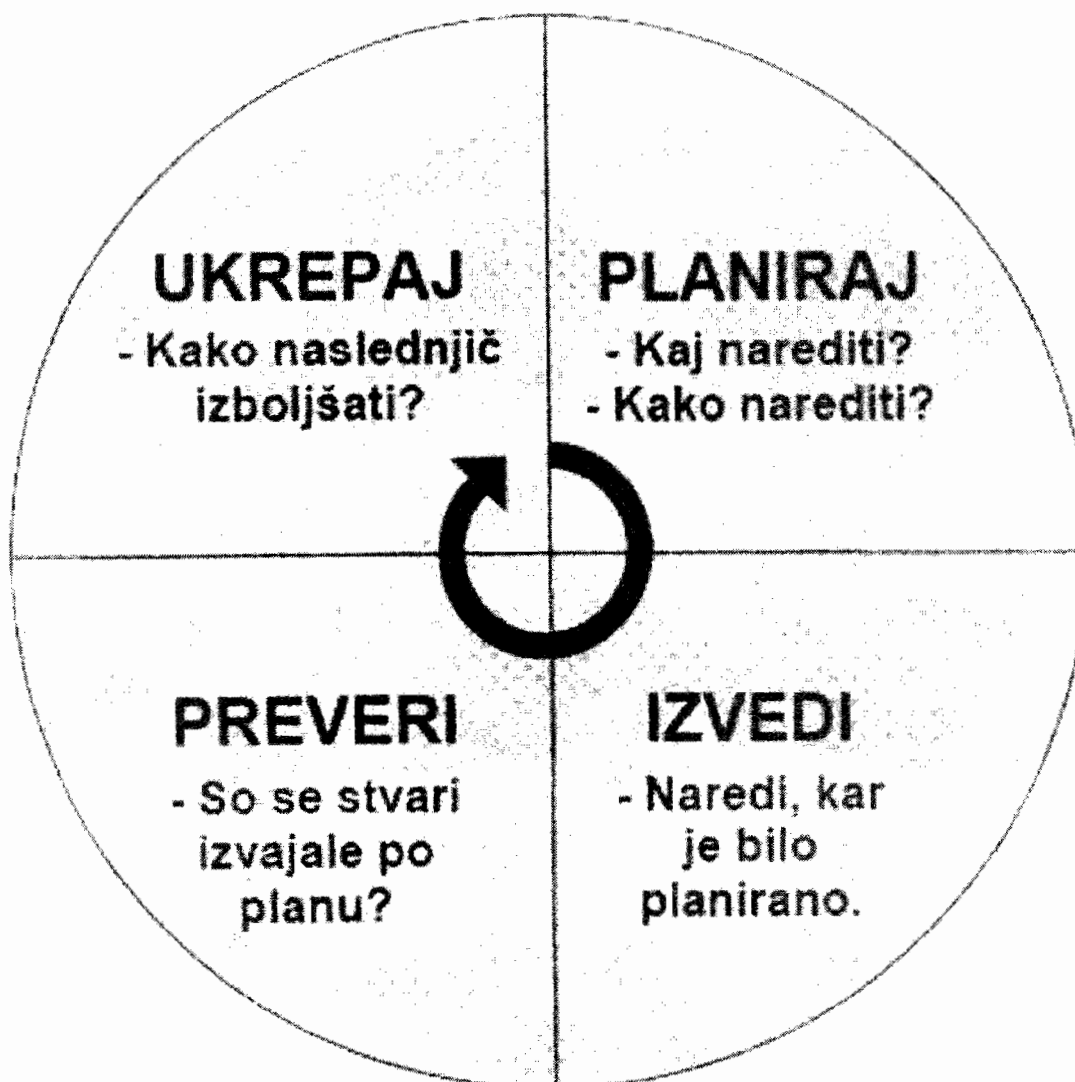 UKREPAJ
- Kako naslednjič
izboljšati?
PLANIRAJ
- Kaj narediti?
- Kako narediti?
PREVERI
- So se stvari
izvajale po
planu?
IZVEDI
- Naredi, kar
je bilo
planirano.